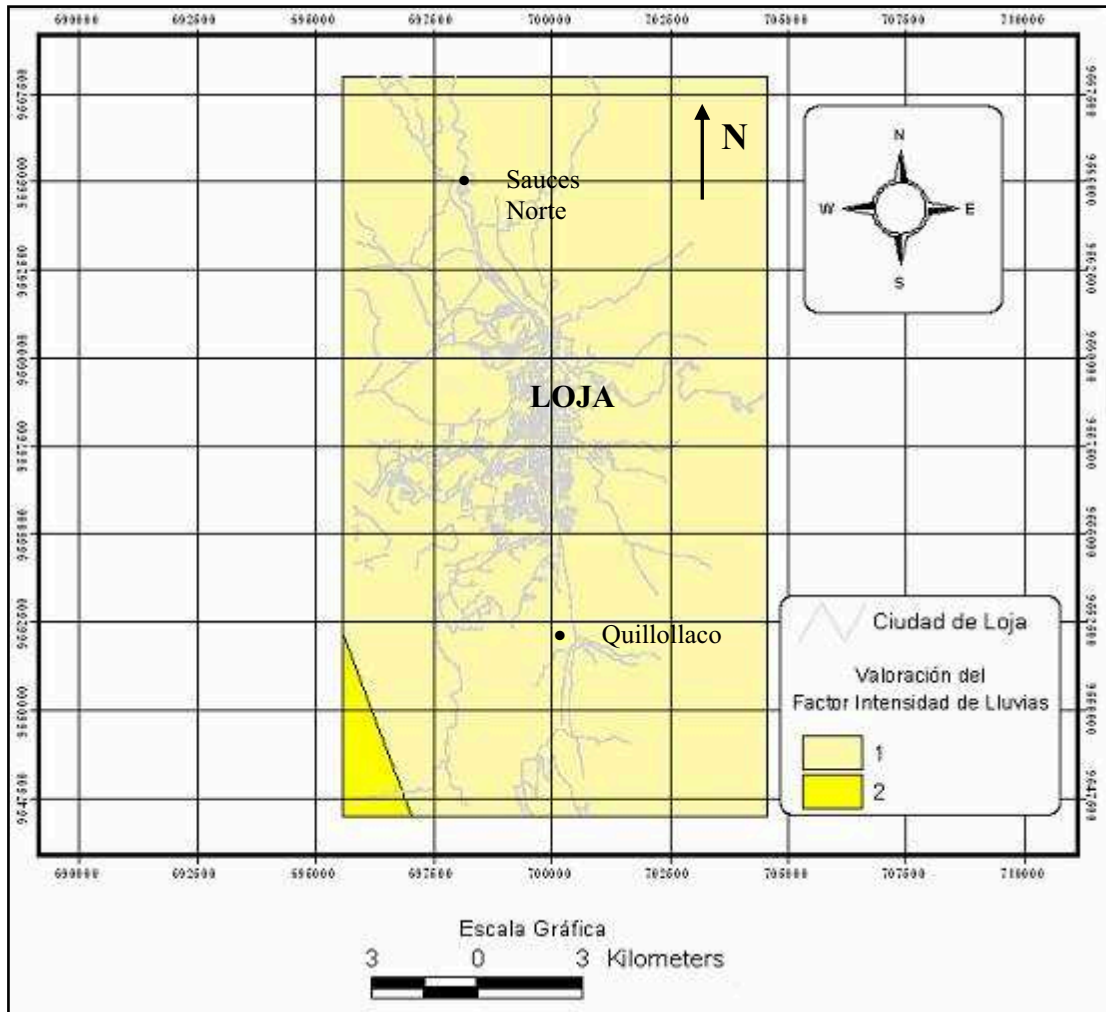 690000 692500 695000 697500 700000 702500 705000 707500 710000
N
Sauces
Norte
N
W E
S
LOJA
Quillollaco
Ciudad de Loja
Valoración del
Factor Intensidad de Lluvias
1
2
690000 692500 695000 697500 700000 702500 705000 707500 710000
Escala Gráfica
3 0 3 Kilometers